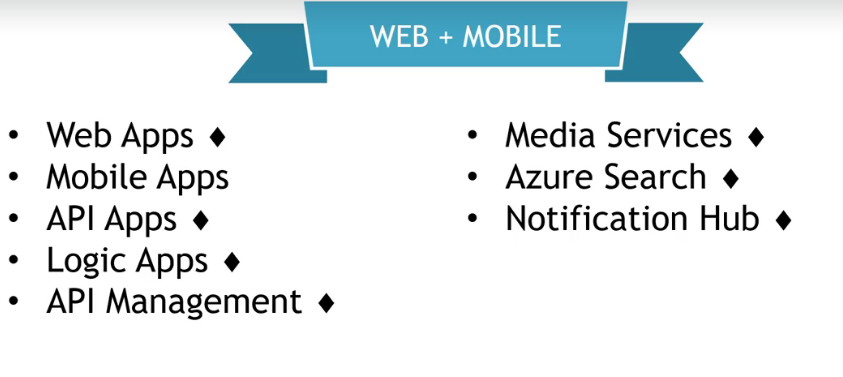 WEB + MOBILE
• Web Apps ♦
• Mobile Apps
• API Apps ♦
• Logic Apps ♦
• API Management ♦
• Media Services ♦
• Azure Search ♦
• Notification Hub ♦